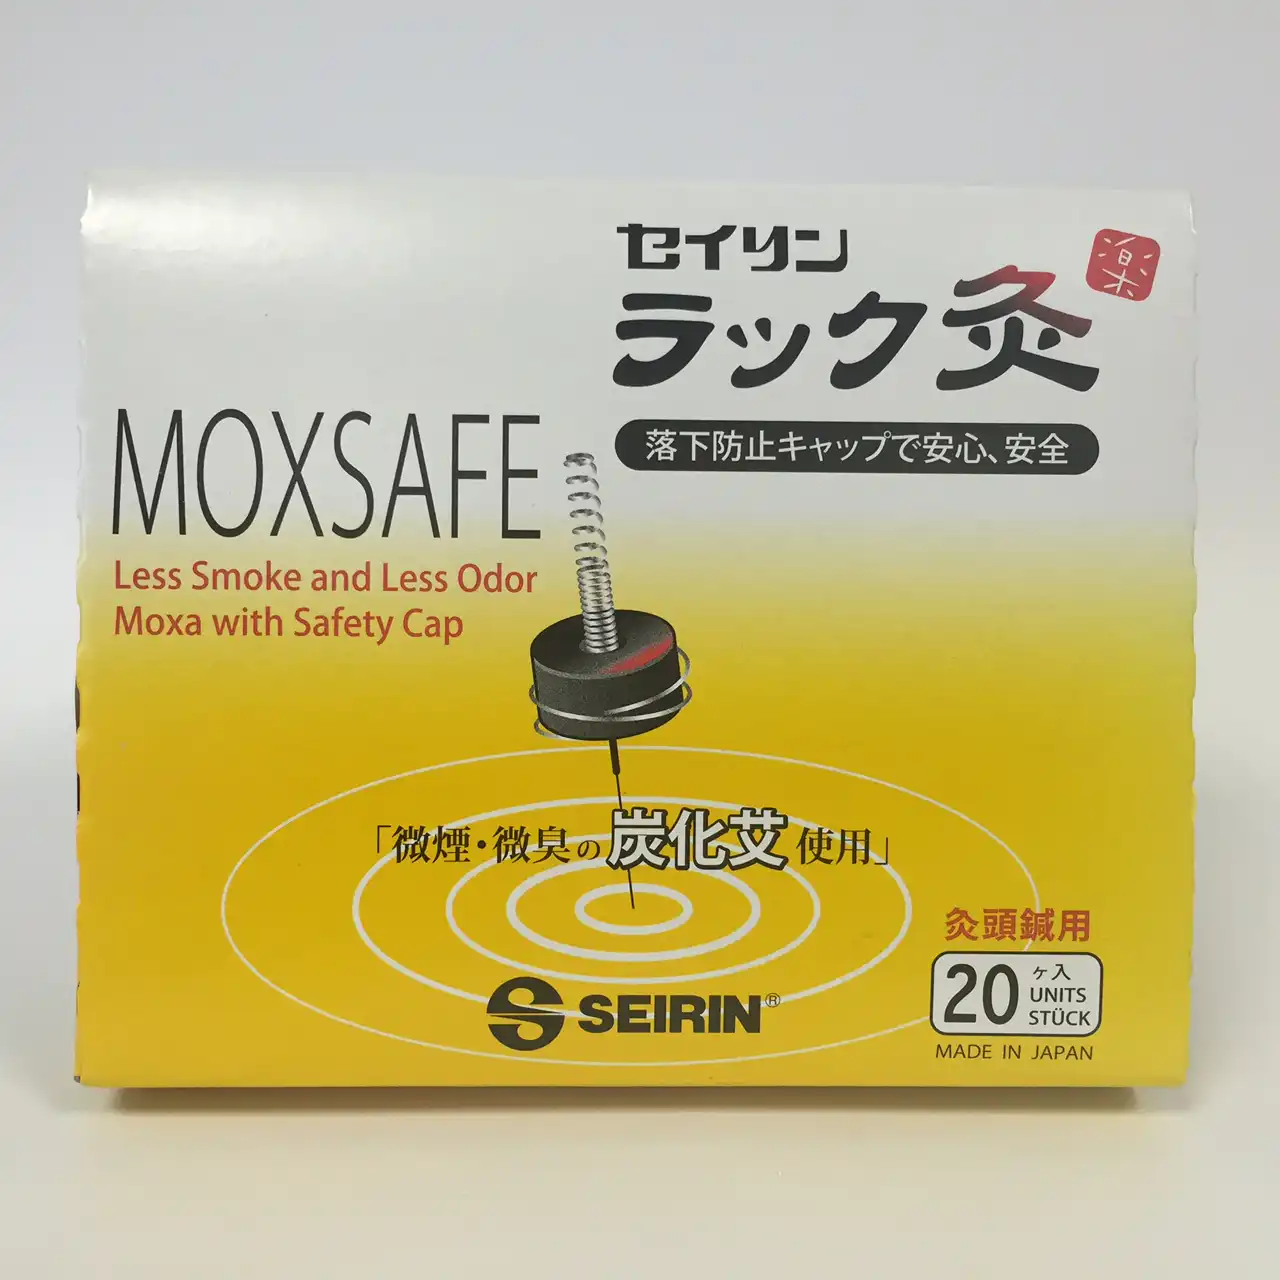 セイリン
楽
ラック灸
落下防止キャップで安心、安全
MOXSAFE
Less Smoke and Less Odor
Moxa with Safety Cap
「微煙・微臭の炭化艾使用」
灸頭鍼用
20 ヶ入
UNITS
STÜCK
SEIRIN®
MADE IN JAPAN